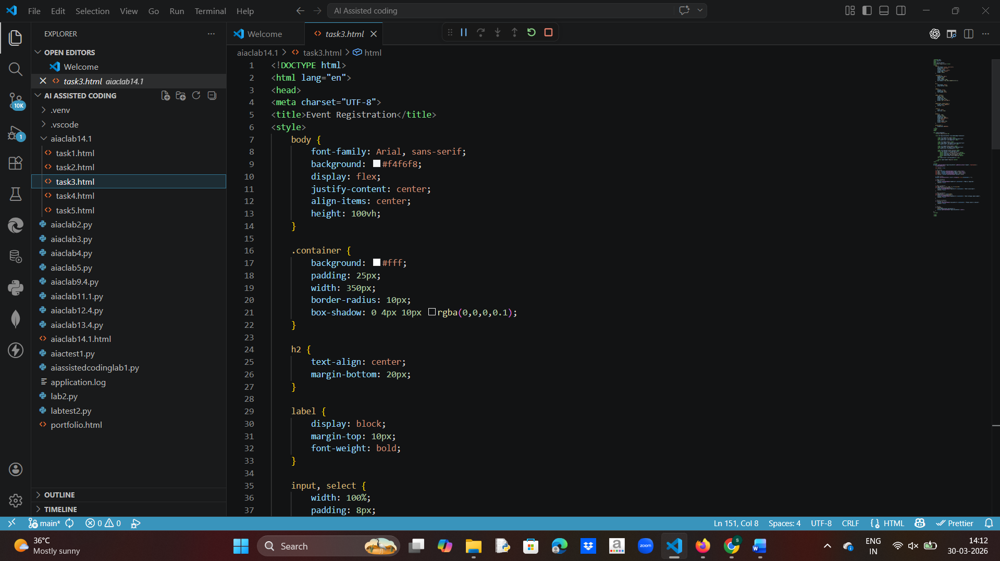 File Edit Selection View Go Run Terminal Help
AI Assisted coding
EXPLORER
OPEN EDITORS
Welcome
task3.html aiaclab14.1
AI ASSISTED CODING
.venv
.vscode
aiaclab14.1
task1.html
task2.html
task3.html
task4.html
task5.html
aiaclab2.py
aiaclab3.py
aiaclab4.py
aiaclab5.py
aiaclab9.4.py
aiaclab11.1.py
aiaclab12.4.py
aiaclab13.4.py
aiaclab14.1.html
aiactest1.py
aiassistedcodinglab1.py
application.log
lab2.py
labtest2.py
portfolio.html
OUTLINE
TIMELINE
10K
1
Welcome
task3.html
aiaclab14.1 > task3.html > html
1 <!DOCTYPE html>
2 <html lang="en">
3 <head>
4 <meta charset="UTF-8">
5 <title>Event Registration</title>
6 <style>
7 body {
8 font-family: Arial, sans-serif;
9 background: #f4f6f8;
10 display: flex;
11 justify-content: center;
12 align-items: center;
13 height: 100vh;
14 }
15
16 .container {
17 background: #fff;
18 padding: 25px;
19 width: 350px;
20 border-radius: 10px;
21 box-shadow: 0 4px 10px rgba(0,0,0,0.1);
22 }
23
24 h2 {
25 text-align: center;
26 margin-bottom: 20px;
27 }
28
29 label {
30 display: block;
31 margin-top: 10px;
32 font-weight: bold;
33 }
34
35 input, select {
36 width: 100%;
37 padding: 8px;
main* 0 0 Ln 151, Col 8 Spaces: 4 UTF-8 CRLF HTML Prettier
36°C
Mostly sunny
Search
zoom
ENG
IN
14:12
30-03-2026